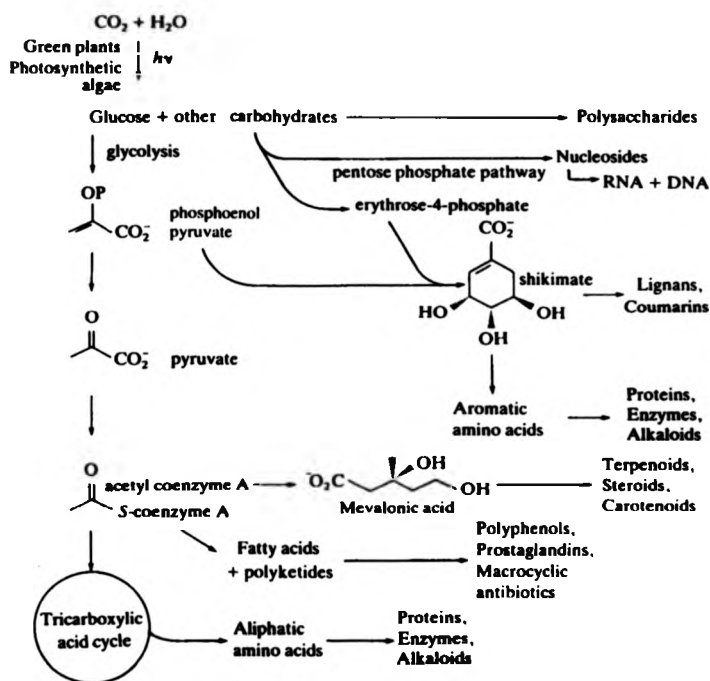 CO2 + H2O
Green plants
Photosynthetic
algae
hν
Glucose + other carbohydrates
Polysaccharides
glycolysis
pentose phosphate pathway
Nucleosides
RNA + DNA
OP
CO2−
phosphoenol
pyruvate
erythrose-4-phosphate
CO2−
shikimate
HO
OH
OH
Lignans,
Coumarins
O
CO2−
pyruvate
Aromatic
amino acids
Proteins,
Enzymes,
Alkaloids
O
acetyl coenzyme A
S-coenzyme A
−O2C
OH
OH
Mevalonic acid
Terpenoids,
Steroids,
Carotenoids
Fatty acids
+ polyketides
Polyphenols,
Prostaglandins,
Macrocyclic
antibiotics
Tricarboxylic
acid cycle
Aliphatic
amino acids
Proteins,
Enzymes,
Alkaloids